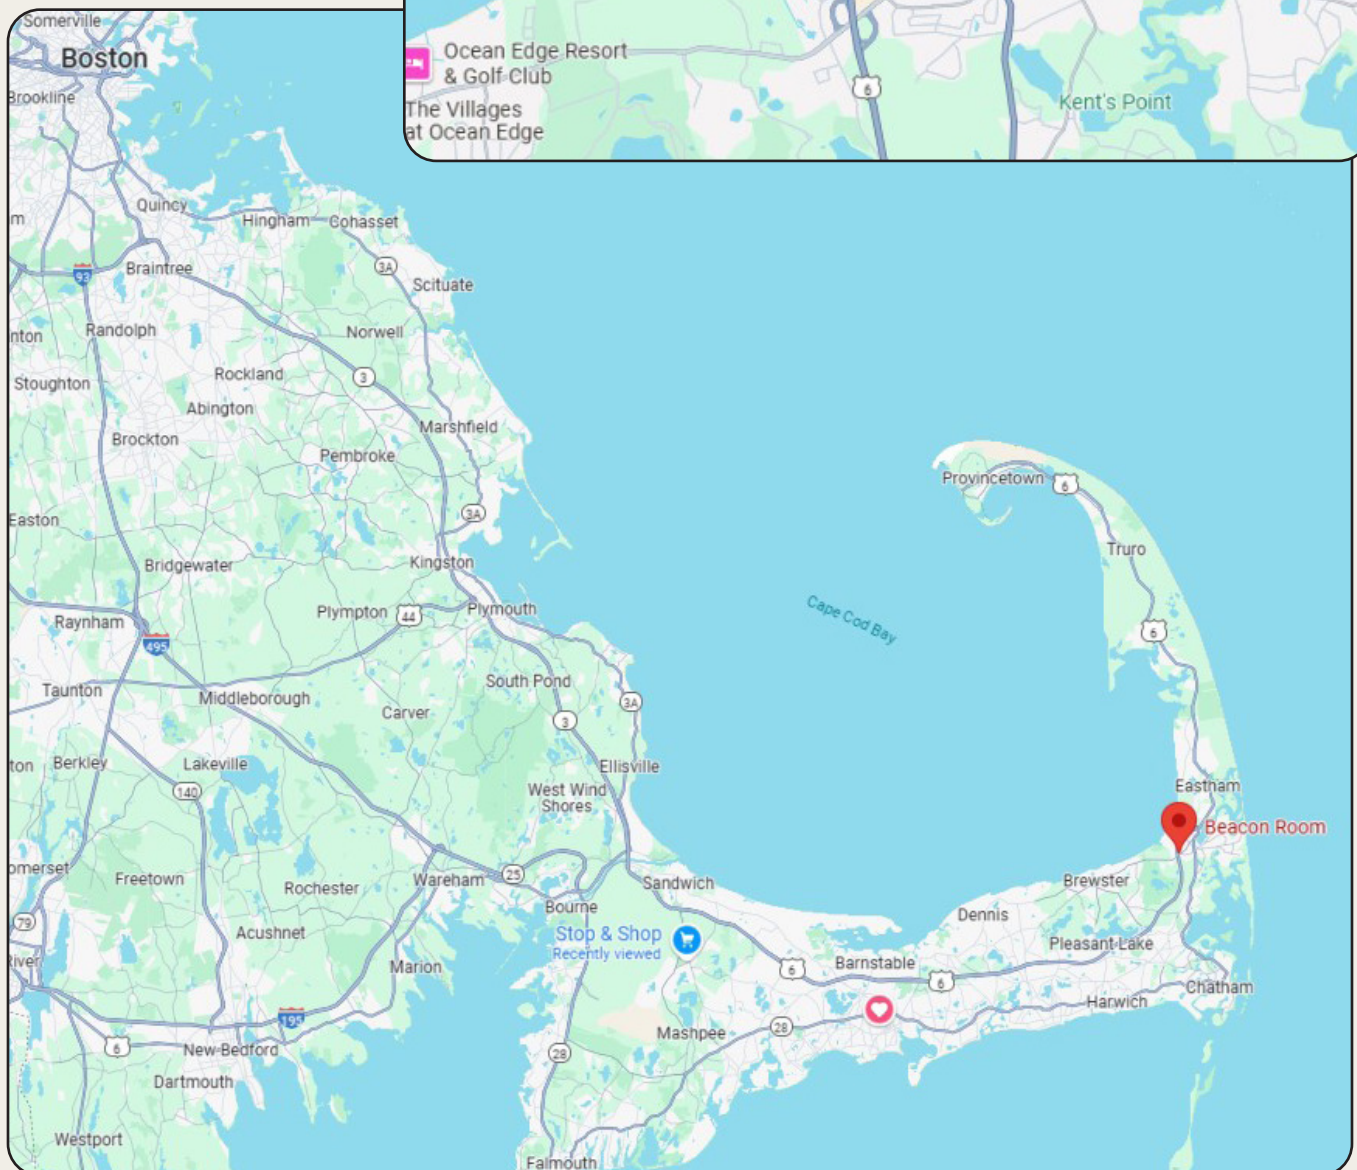 Ocean Edge Resort
& Golf Club
The Villages
at Ocean Edge
6
Kent's Point
Somerville
Boston
Brookline
Quincy
Hingham
Cohasset
3A
93
Braintree
Scituate
Randolph
Norwell
Stoughton
Rockland
3
Abington
Marshfield
Brockton
Pembroke
Provincetown
6
3A
Easton
Truro
Bridgewater
Kingston
Plympton
44
Plymouth
Cape Cod Bay
Raynham
495
6
Taunton
Middleborough
South Pond
Carver
3A
3
Berkley
Lakeville
Ellisville
140
West Wind
Shores
Eastham
Beacon Room
omerset
Freetown
Rochester
Wareham
25
Sandwich
Brewster
Bourne
79
Acushnet
Stop & Shop
Recently viewed
Dennis
Pleasant Lake
River
Marion
6
Barnstable
6
Chatham
Harwich
195
28
Mashpee
6
New Bedford
28
Dartmouth
Westport
Falmouth
m
nton
ton